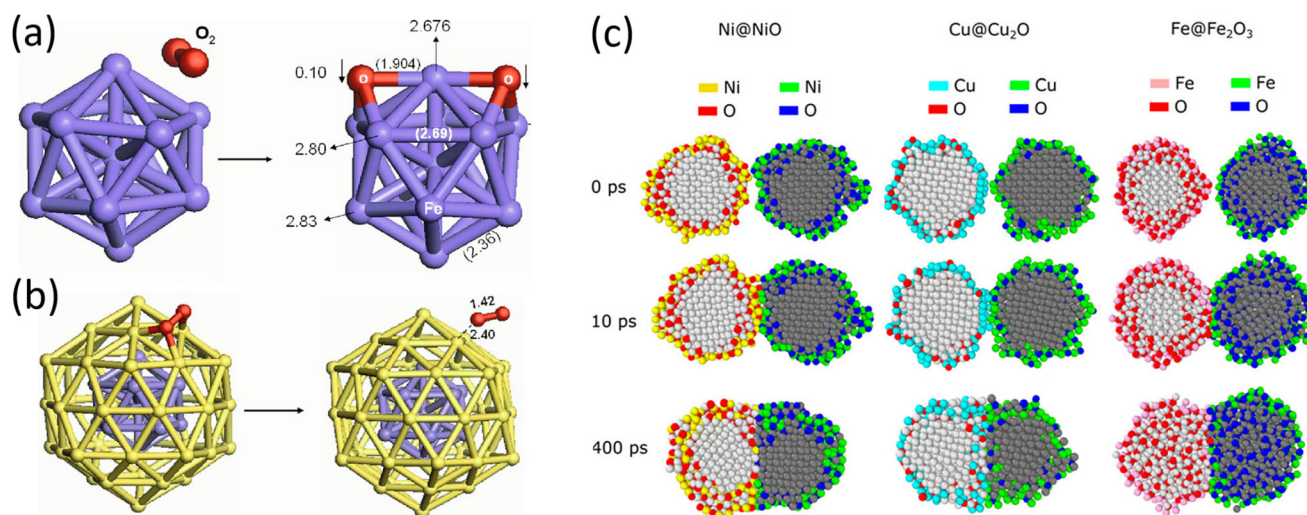 (a)
O₂
2.676
0.10
(1.904)
O
O
(2.69)
2.80
2.83
Fe
(2.36)
(b)
1.42
2.40
(c)
Ni@NiO
Cu@Cu₂O
Fe@Fe₂O₃
Ni
Ni
Cu
Cu
Fe
Fe
O
O
O
O
O
O
0 ps
10 ps
400 ps